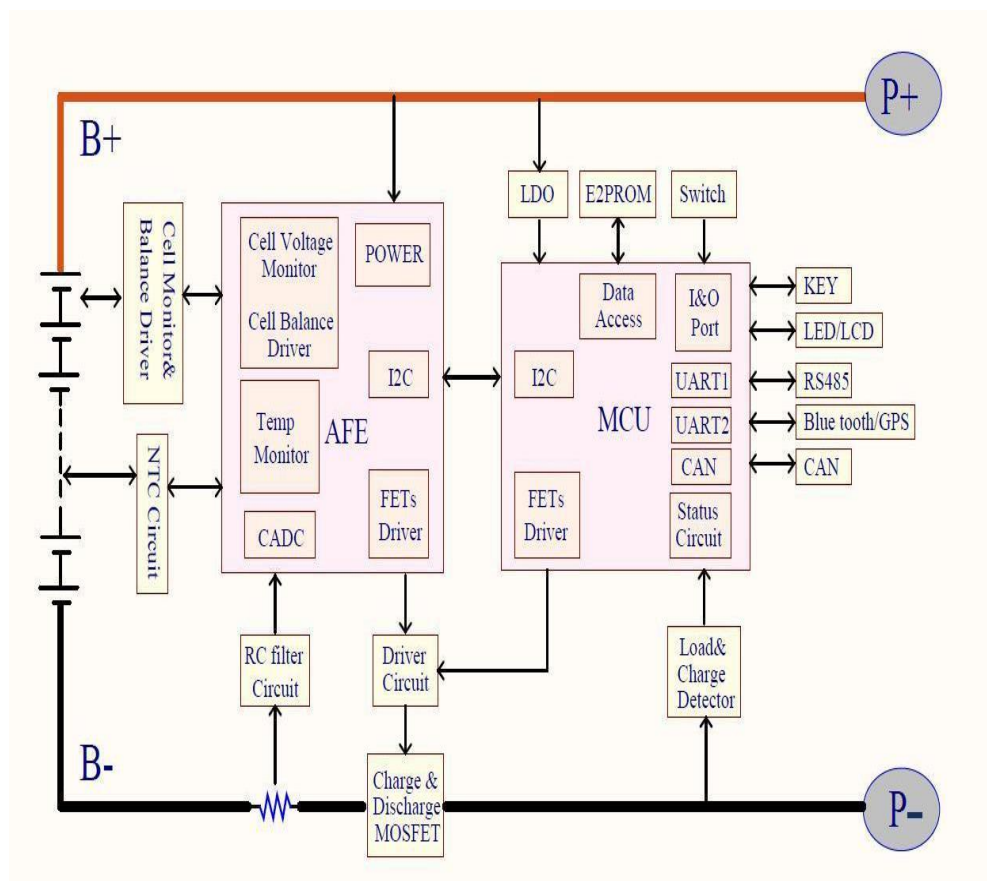 P+
B+
LDO
E2PROM
Switch
Cell Monitor&
Balance Driver
Cell Voltage
Monitor
Cell Balance
Driver
POWER
Data
Access
I&O
Port
KEY
LED/LCD
I2C
I2C
UART1
RS485
Temp
Monitor
AFE
MCU
UART2
Blue tooth/GPS
CAN
CAN
NTC Circuit
FETs
Driver
FETs
Driver
Status
Circuit
CADC
RC filter
Circuit
Driver
Circuit
Load&
Charge
Detector
B-
Charge &
Discharge
MOSFET
P-